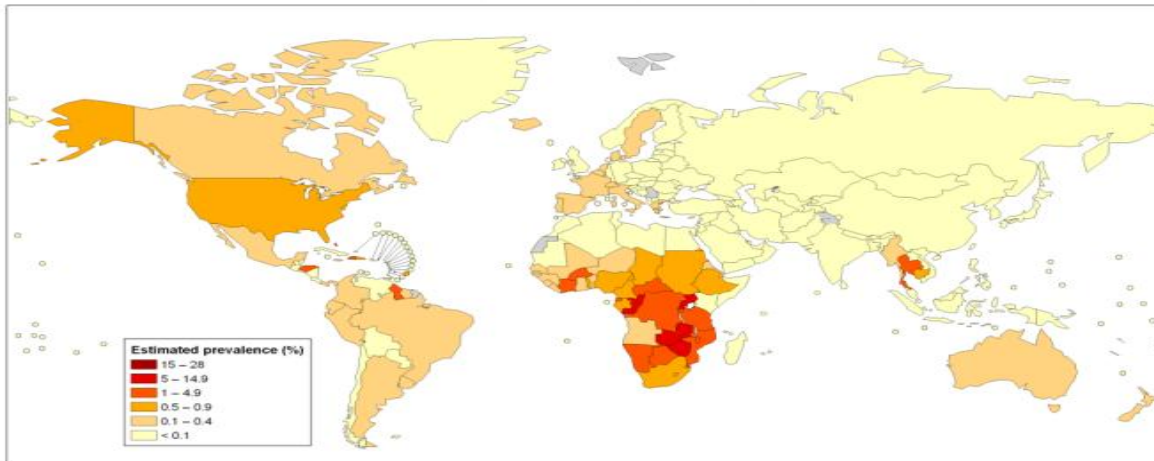 Estimated prevalence (%)
15 – 28
5 – 14.9
1 – 4.9
0.5 – 0.9
0.1 – 0.4
< 0.1